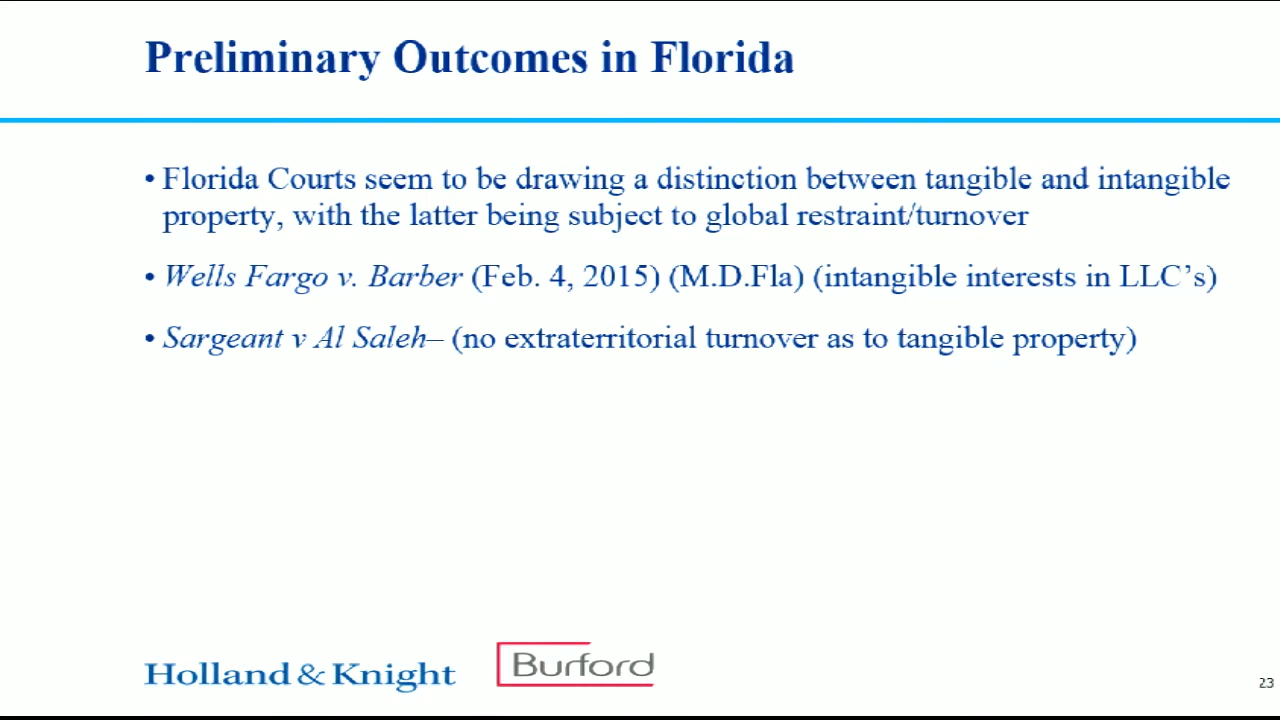 Preliminary Outcomes in Florida
• Florida Courts seem to be drawing a distinction between tangible and intangible
property, with the latter being subject to global restraint/turnover
• Wells Fargo v. Barber (Feb. 4, 2015) (M.D.Fla) (intangible interests in LLC’s)
• Sargeant v Al Saleh– (no extraterritorial turnover as to tangible property)
Holland & Knight
Burford
23